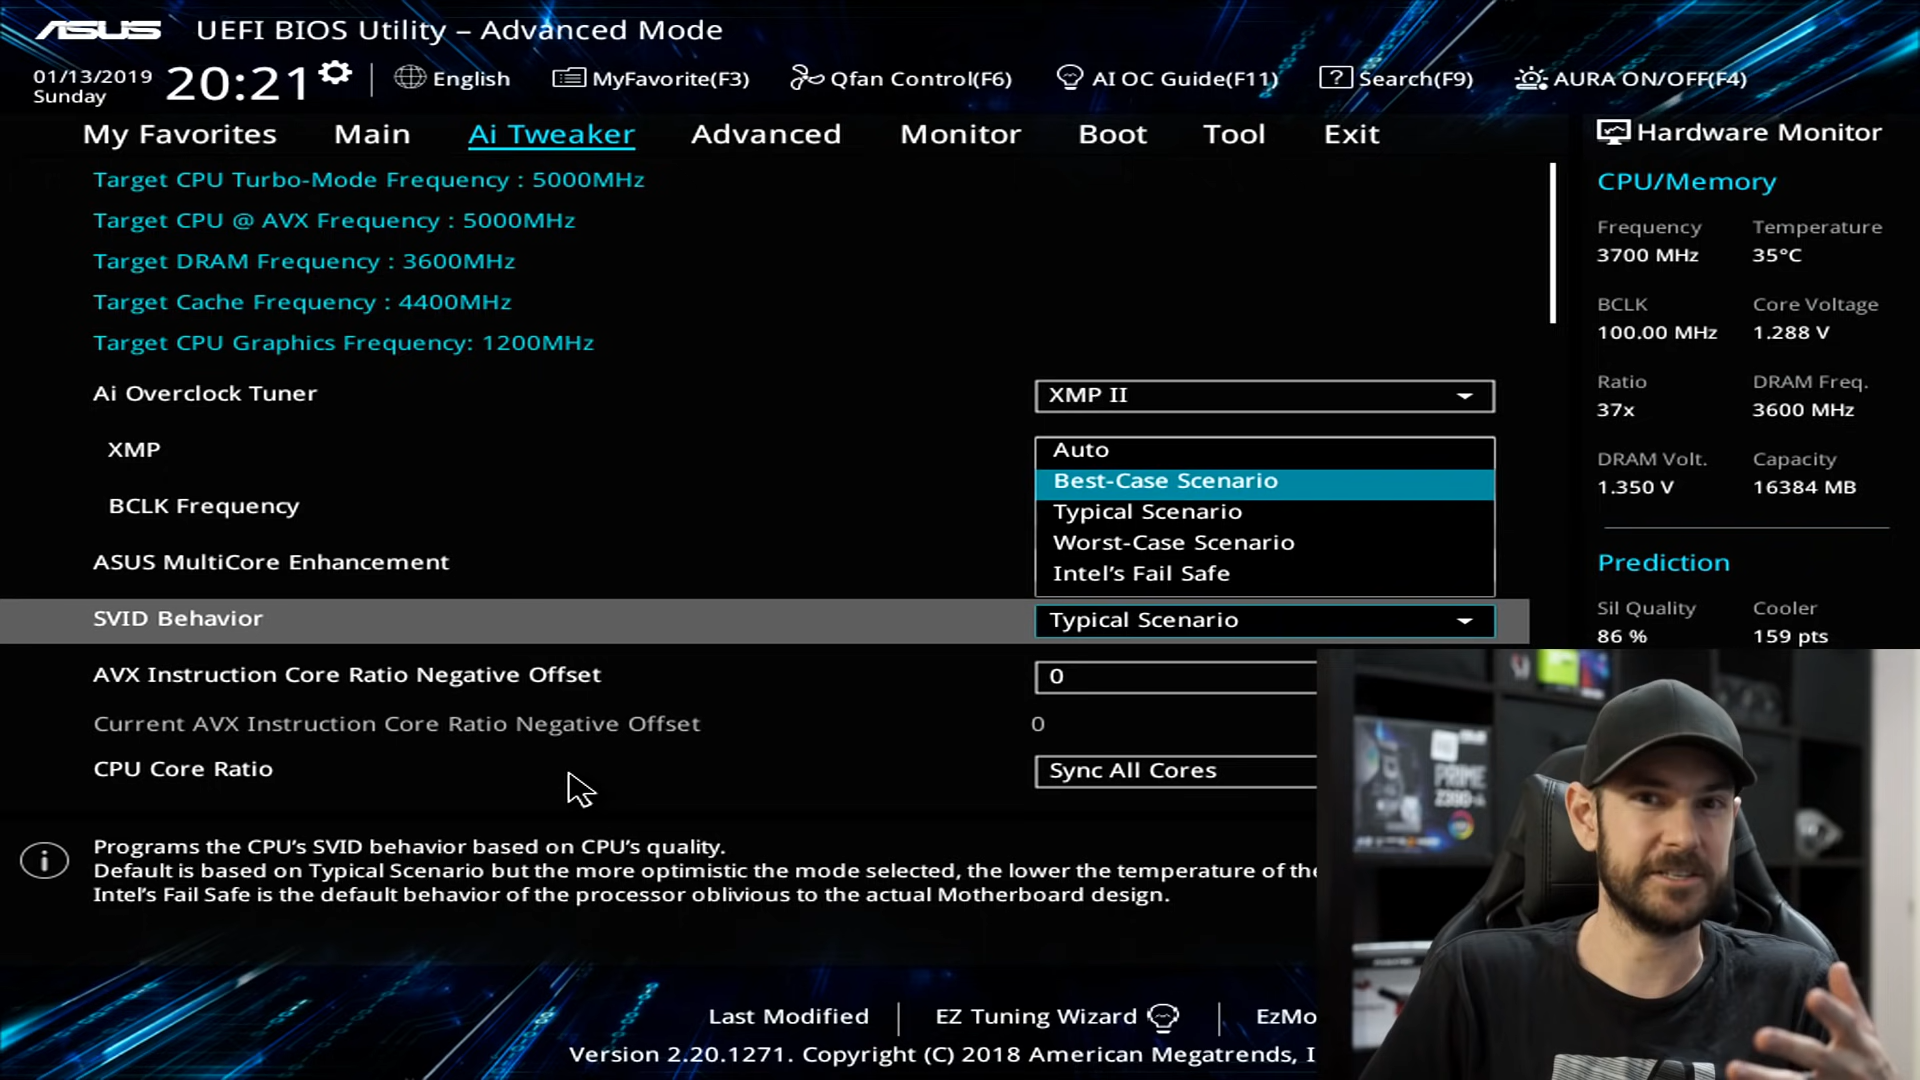 ASUS UEFI BIOS Utility – Advanced Mode
01/13/2019
Sunday
20:21
English
MyFavorite(F3)
Qfan Control(F6)
AI OC Guide(F11)
Search(F9)
AURA ON/OFF(F4)
My Favorites
Main
Ai Tweaker
Advanced
Monitor
Boot
Tool
Exit
Target CPU Turbo-Mode Frequency : 5000MHz
Target CPU @ AVX Frequency : 5000MHz
Target DRAM Frequency : 3600MHz
Target Cache Frequency : 4400MHz
Target CPU Graphics Frequency: 1200MHz
Ai Overclock Tuner
XMP II
XMP
BCLK Frequency
ASUS MultiCore Enhancement
Auto
Best-Case Scenario
Typical Scenario
Worst-Case Scenario
Intel's Fail Safe
SVID Behavior
Typical Scenario
AVX Instruction Core Ratio Negative Offset
0
Current AVX Instruction Core Ratio Negative Offset
0
CPU Core Ratio
Sync All Cores
Programs the CPU's SVID behavior based on CPU's quality.
Default is based on Typical Scenario but the more optimistic the mode selected, the lower the temperature of the
Intel's Fail Safe is the default behavior of the processor oblivious to the actual Motherboard design.
Hardware Monitor
CPU/Memory
Frequency
Temperature
3700 MHz
35°C
BCLK
Core Voltage
100.00 MHz
1.288 V
Ratio
DRAM Freq.
37x
3600 MHz
DRAM Volt.
Capacity
1.350 V
16384 MB
Prediction
Sil Quality
Cooler
86 %
159 pts
PRIME
Z390-A
Last Modified
EZ Tuning Wizard
EzMo
Version 2.20.1271. Copyright (C) 2018 American Megatrends, I